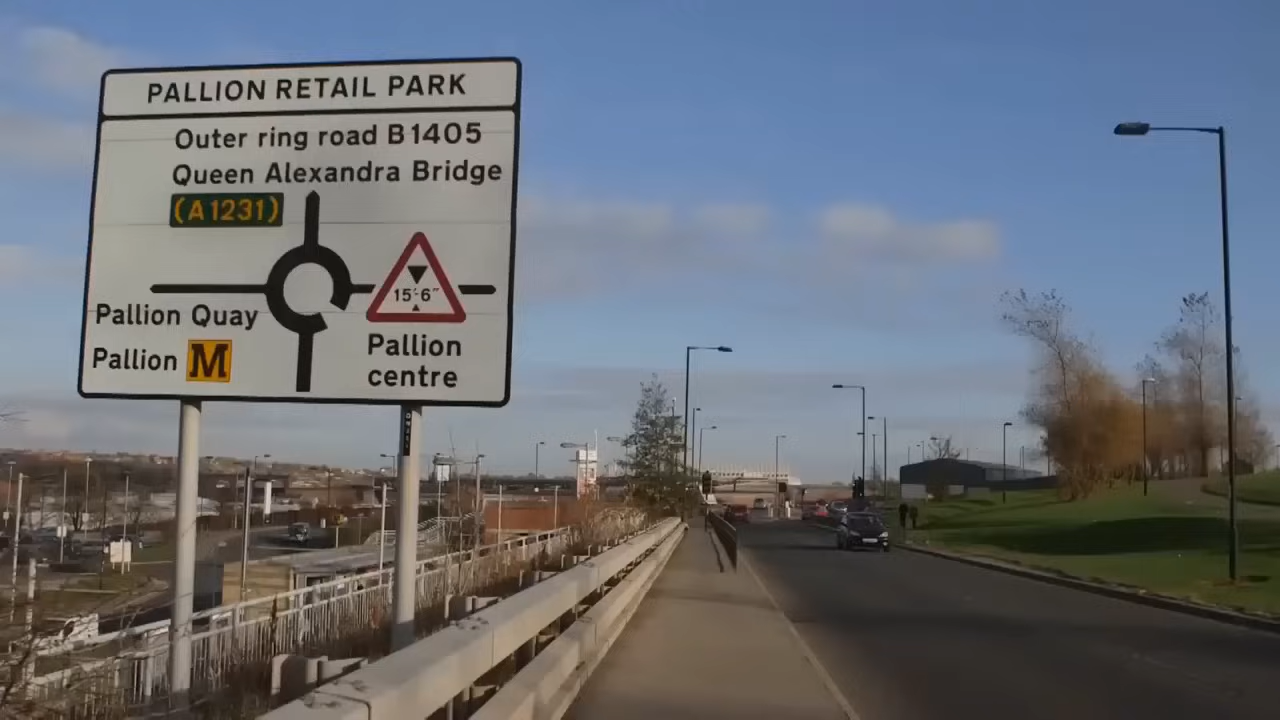 PALLION RETAIL PARK
Outer ring road B1405
Queen Alexandra Bridge
(A1231)
15'-6"
Pallion Quay
Pallion M
Pallion
centre